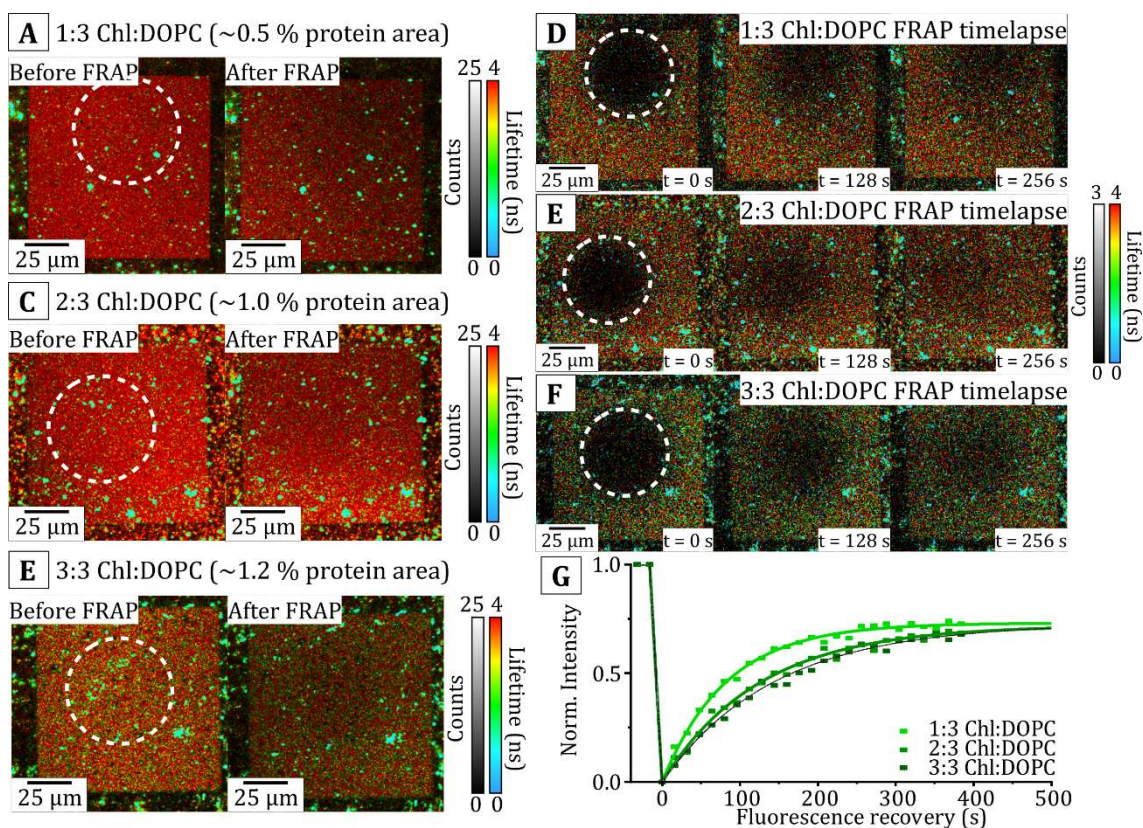 A 1:3 Chl:DOPC (~0.5 % protein area)
Before FRAP
After FRAP
25 μm
25 μm
25 4
Counts
Lifetime (ns)
0 0
C 2:3 Chl:DOPC (~1.0 % protein area)
Before FRAP
After FRAP
25 μm
25 μm
25 4
Counts
Lifetime (ns)
0 0
E 3:3 Chl:DOPC (~1.2 % protein area)
Before FRAP
After FRAP
25 μm
25 μm
25 4
Counts
Lifetime (ns)
0 0
D 1:3 Chl:DOPC FRAP timelapse
25 μm
t = 0 s
t = 128 s
t = 256 s
E 2:3 Chl:DOPC FRAP timelapse
25 μm
t = 0 s
t = 128 s
t = 256 s
F 3:3 Chl:DOPC FRAP timelapse
25 μm
t = 0 s
t = 128 s
t = 256 s
3 4
Counts
Lifetime (ns)
0 0
G
1.0
0.5
0.0
Norm. Intensity
1:3 Chl:DOPC
2:3 Chl:DOPC
3:3 Chl:DOPC
0 100 200 300 400 500
Fluorescence recovery (s)